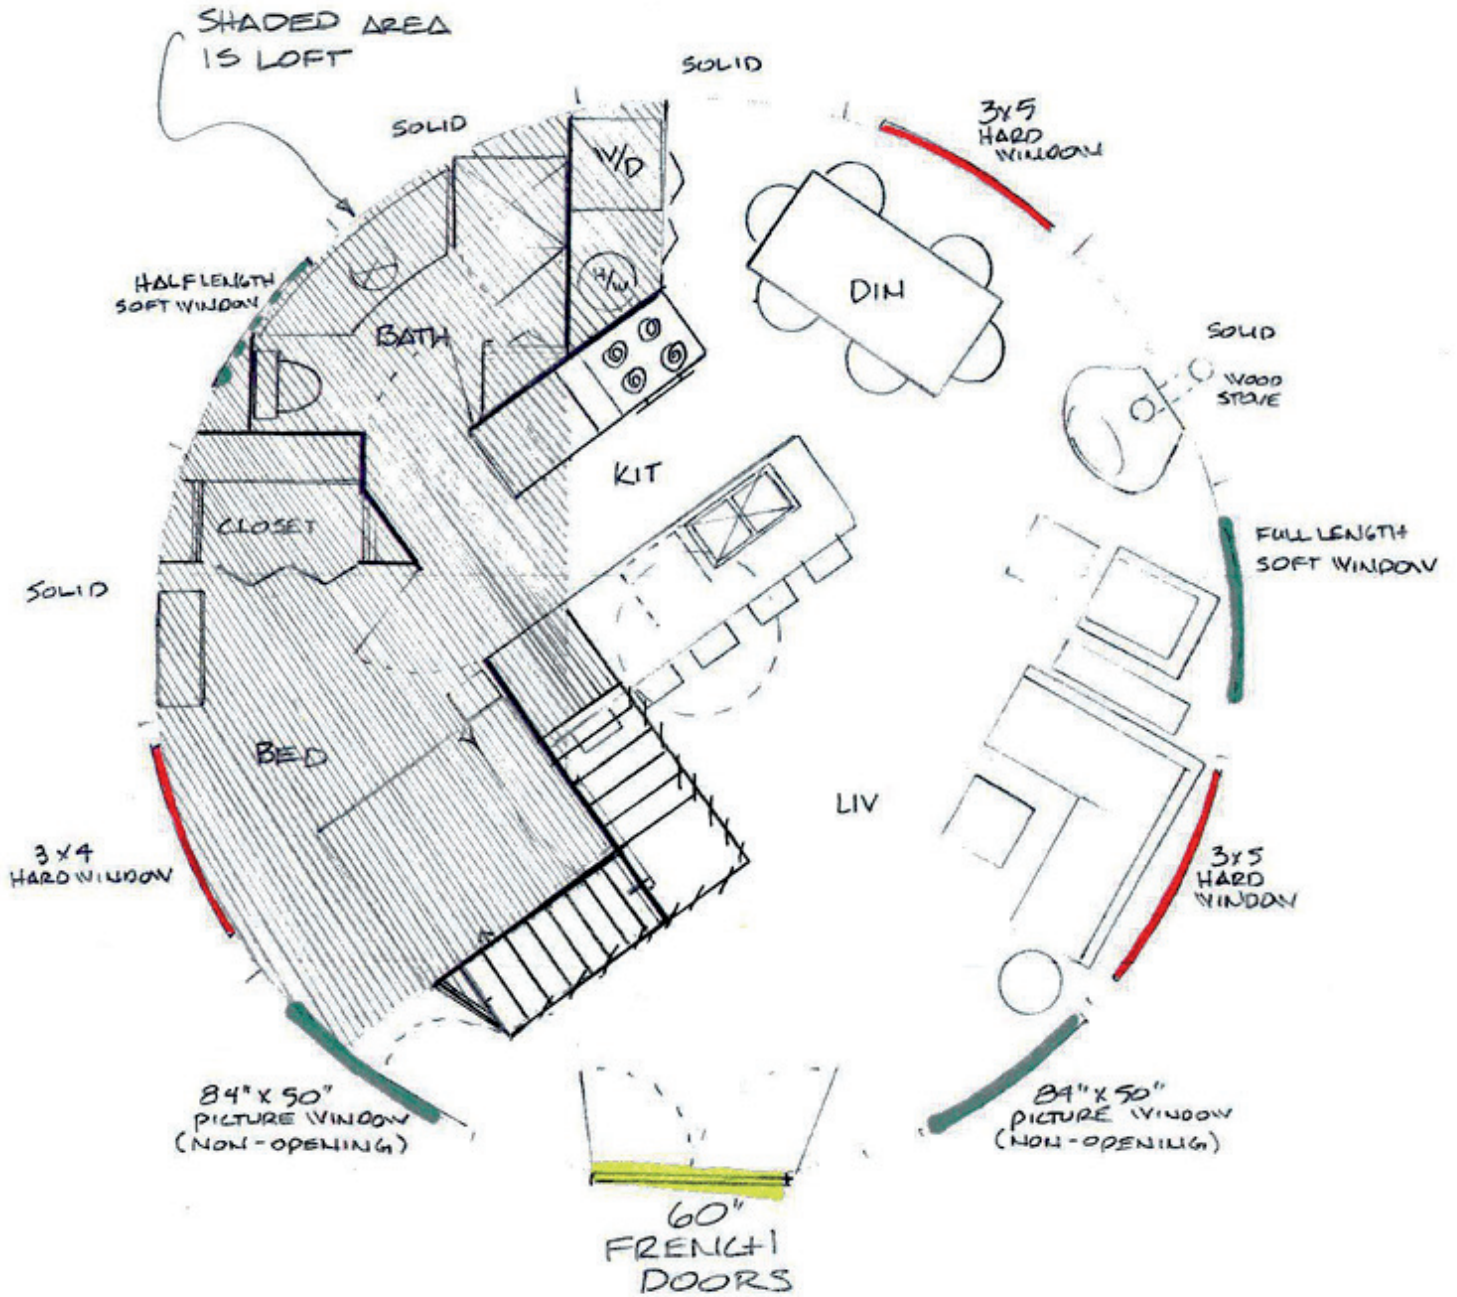 SHADED AREA
IS LOFT
SOLID
SOLID
3x5
HARD
WINDOW
W/D
HALF LENGTH
SOFT WINDOW
H/W
DIN
BATH
SOLID
WOOD
STOVE
KIT
CLOSET
FULL LENGTH
SOFT WINDOW
SOLID
BED
LIV
3x4
HARD WINDOW
3x5
HARD
WINDOW
84" x 50"
PICTURE WINDOW
(NON-OPENING)
84" x 50"
PICTURE WINDOW
(NON-OPENING)
60"
FRENCH
DOORS